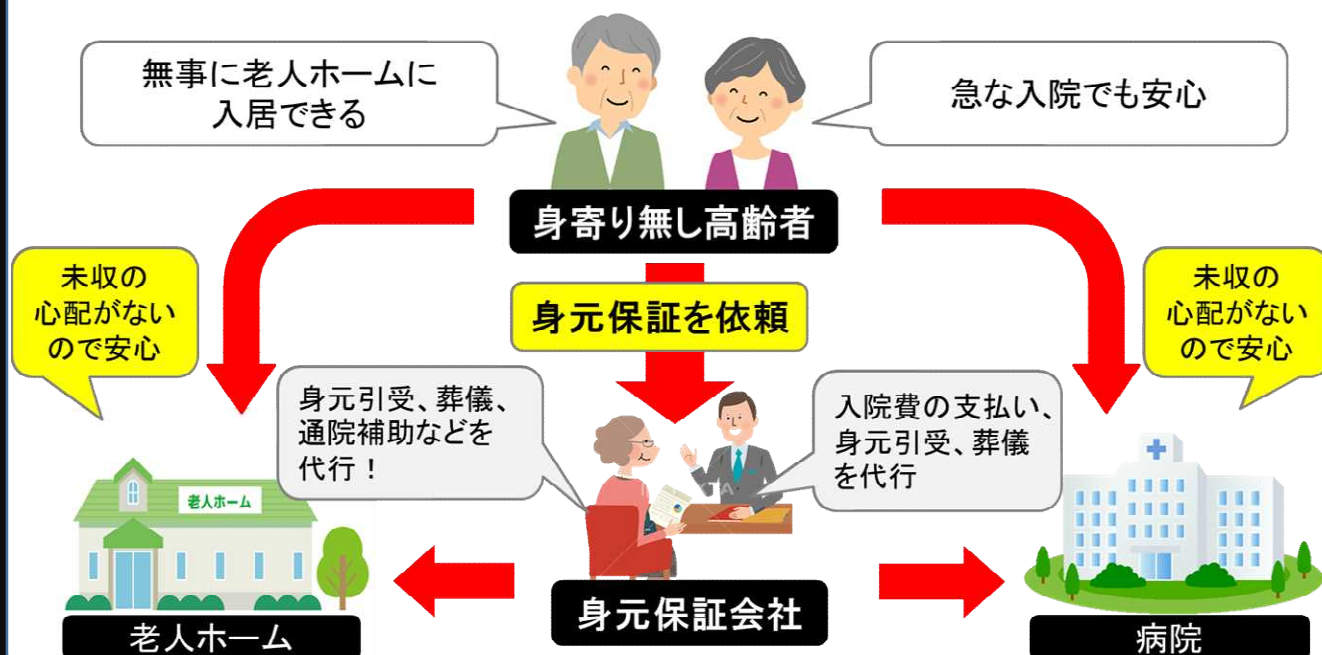 無事に老人ホームに
入居できる
急な入院でも安心
身寄り無し高齢者
未収の
心配がない
ので安心
身元保証を依頼
未収の
心配がない
ので安心
身元引受、葬儀、
通院補助などを
代行！
入院費の支払い、
身元引受、葬儀
を代行
老人ホーム
老人ホーム
身元保証会社
病院